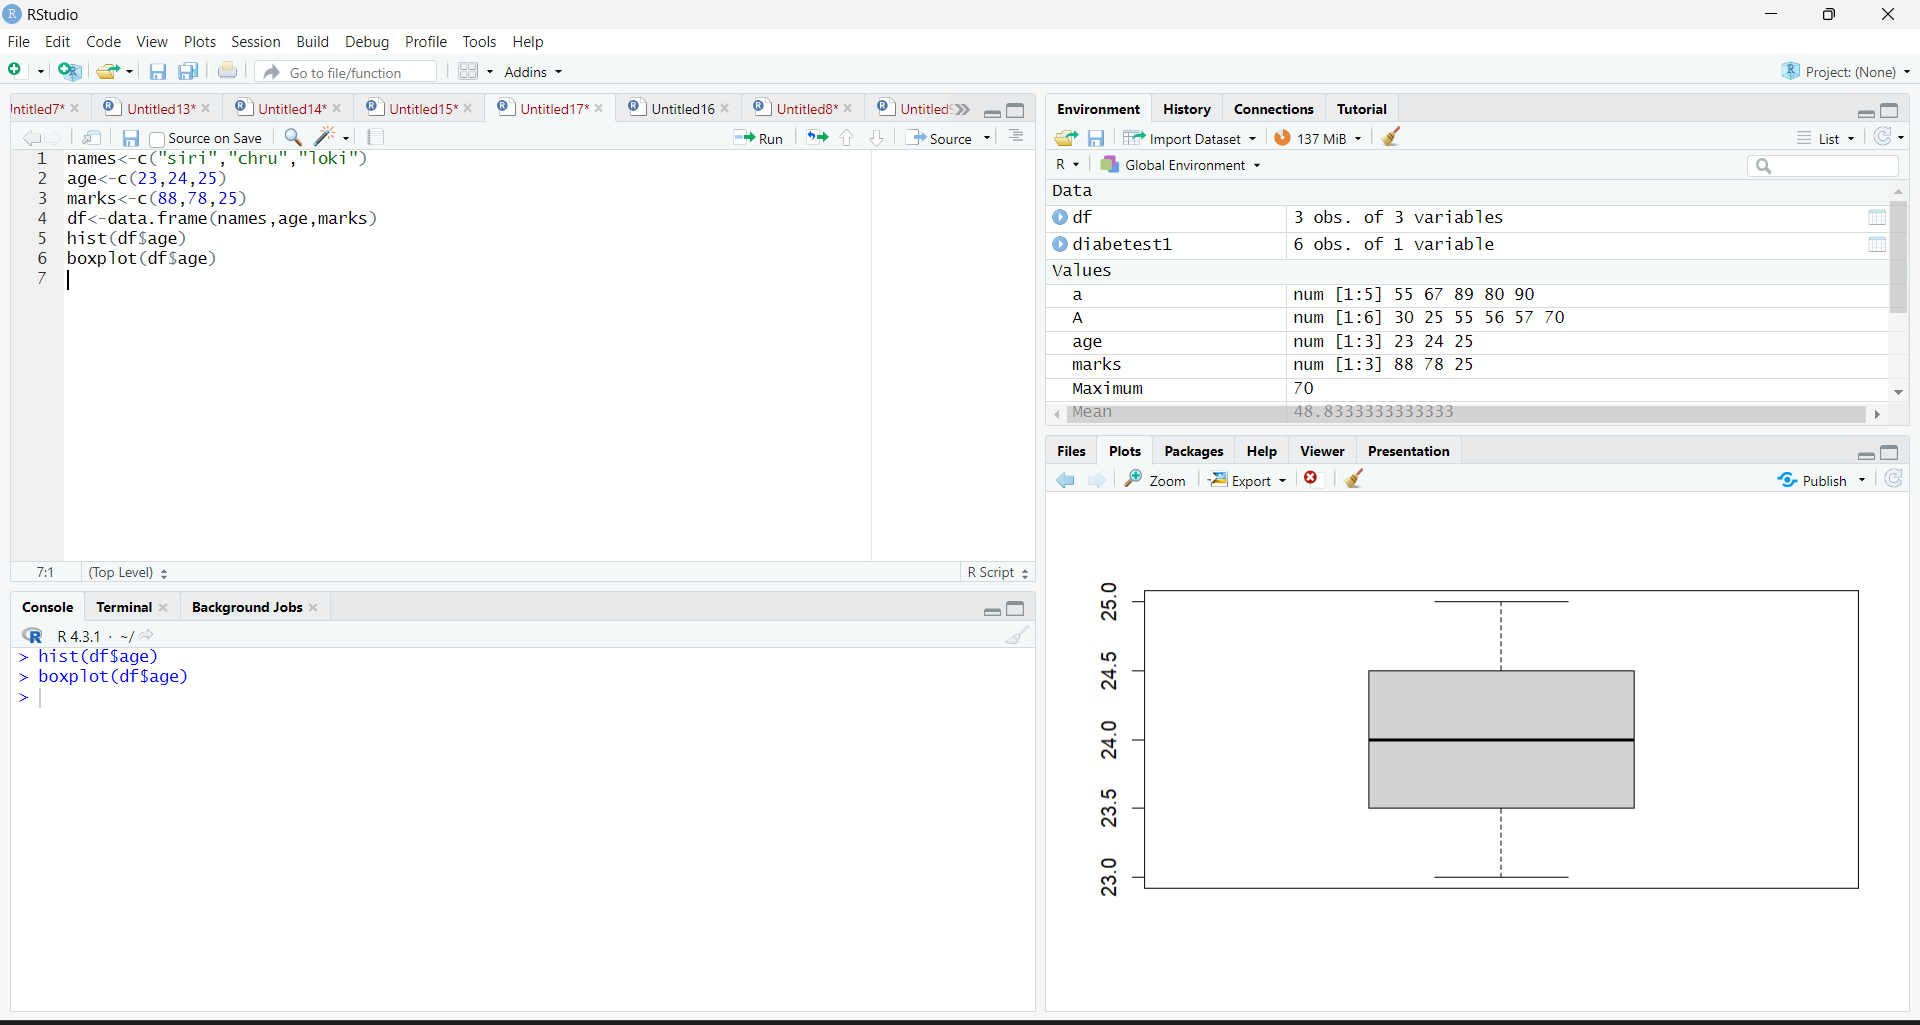 RStudio
File Edit Code View Plots Session Build Debug Profile Tools Help
Go to file/function Addins Project: (None)
ntitled7* Untitled13* Untitled14* Untitled15* Untitled17* Untitled16 Untitled8* Untitled
Source on Save Run Source
1 names<-c("siri","chru","loki")
2 age<-c(23,24,25)
3 marks<-c(88,78,25)
4 df<-data.frame(names,age,marks)
5 hist(df$age)
6 boxplot(df$age)
7
7:1 (Top Level) R Script
Console Terminal Background Jobs
R R 4.3.1 · ~/
> hist(df$age)
> boxplot(df$age)
>
Environment History Connections Tutorial
Import Dataset 137 MiB List
R Global Environment
Data
df 3 obs. of 3 variables
diabetest1 6 obs. of 1 variable
Values
a num [1:5] 55 67 89 80 90
A num [1:6] 30 25 55 56 57 70
age num [1:3] 23 24 25
marks num [1:3] 88 78 25
Maximum 70
Mean 48.8333333333333
Files Plots Packages Help Viewer Presentation
Zoom Export Publish
25.0
24.5
24.0
23.5
23.0